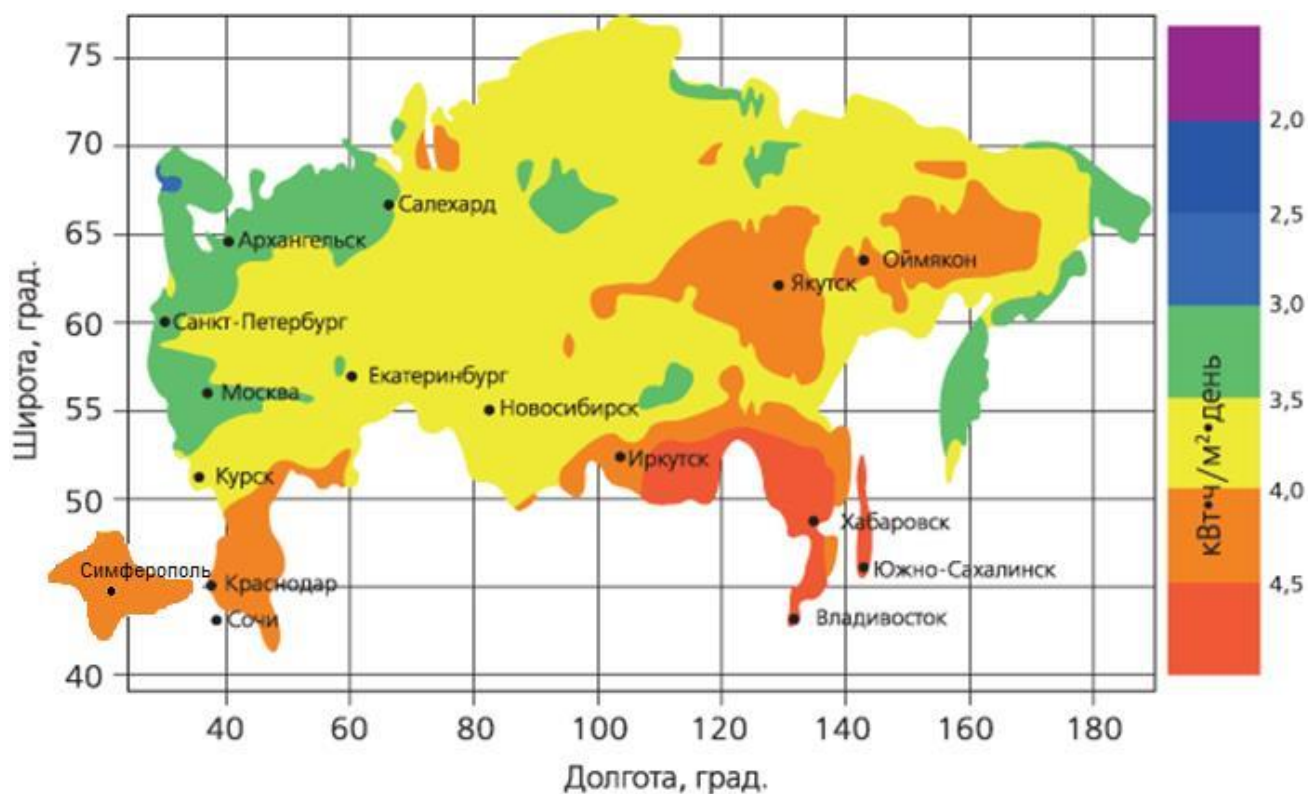 75
70
65
60
55
50
45
40
Широта, град.
Салехард
Архангельск
Оймякон
Якутск
Санкт-Петербург
Екатеринбург
Москва
Новосибирск
Иркутск
Курск
Хабаровск
Симферополь
Краснодар
Южно-Сахалинск
Сочи
Владивосток
40 60 80 100 120 140 160 180
Долгота, град.
2,0
2,5
3,0
3,5
4,0
4,5
кВт•ч/м²•день